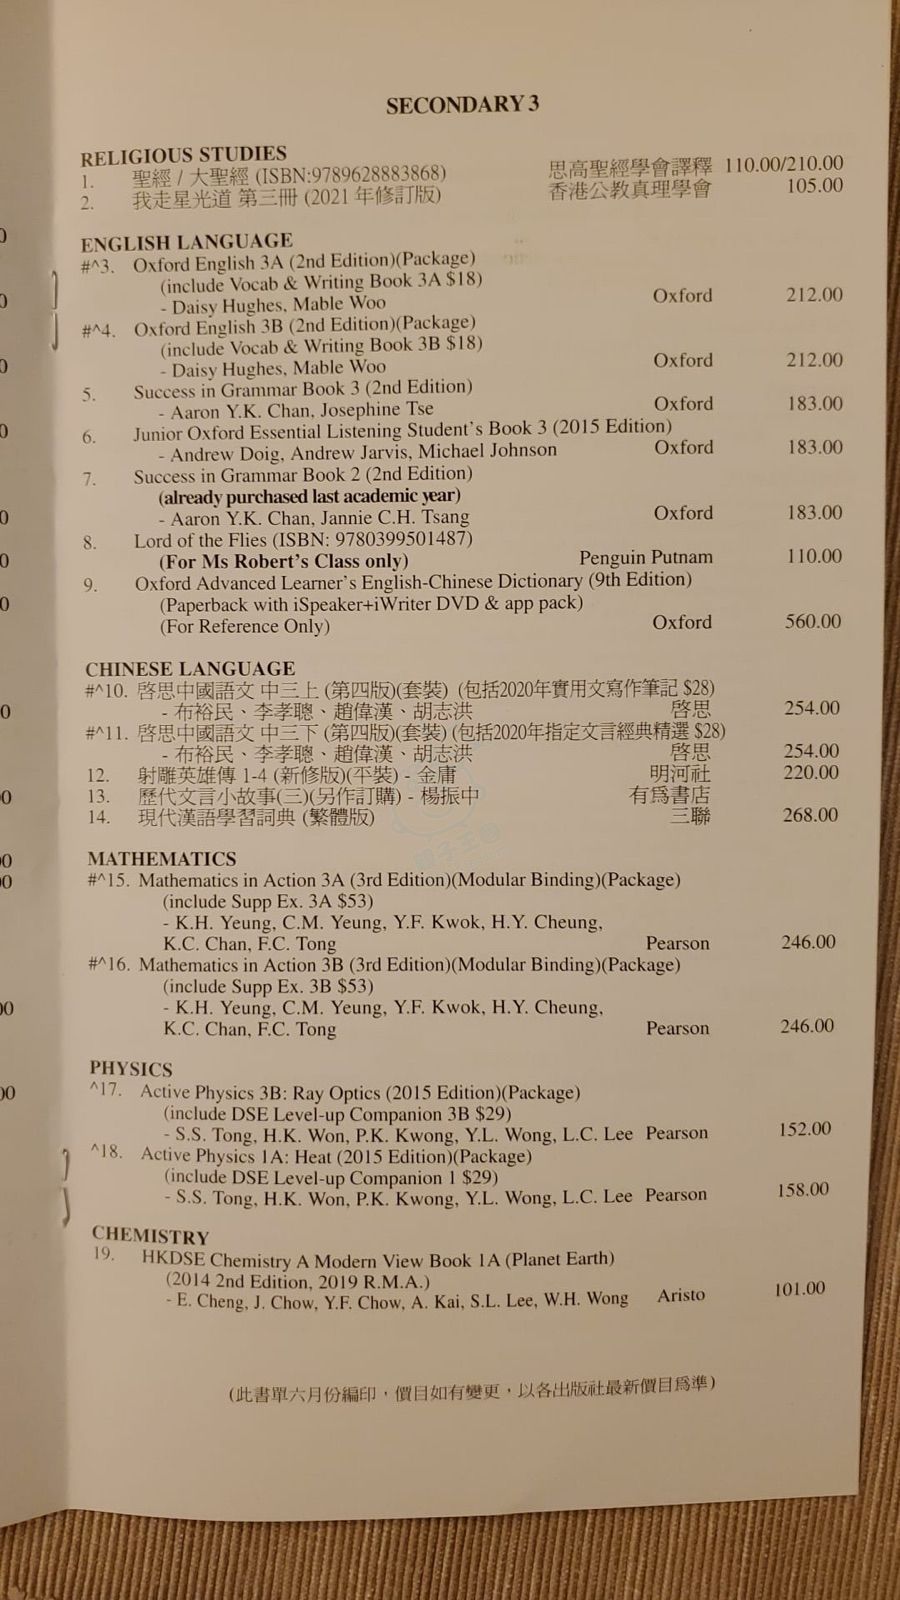 SECONDARY 3
RELIGIOUS STUDIES
1. 聖經 / 大聖經 (ISBN:9789628883868) 思高聖經學會譯釋 110.00/210.00
2. 我走星光道 第三冊 (2021 年修訂版) 香港公教真理學會 105.00
ENGLISH LANGUAGE
#^3. Oxford English 3A (2nd Edition)(Package)
(include Vocab & Writing Book 3A $18)
- Daisy Hughes, Mable Woo Oxford 212.00
#^4. Oxford English 3B (2nd Edition)(Package)
(include Vocab & Writing Book 3B $18)
- Daisy Hughes, Mable Woo Oxford 212.00
5. Success in Grammar Book 3 (2nd Edition)
- Aaron Y.K. Chan, Josephine Tse Oxford 183.00
6. Junior Oxford Essential Listening Student's Book 3 (2015 Edition)
- Andrew Doig, Andrew Jarvis, Michael Johnson Oxford 183.00
7. Success in Grammar Book 2 (2nd Edition)
(already purchased last academic year)
- Aaron Y.K. Chan, Jannie C.H. Tsang Oxford 183.00
8. Lord of the Flies (ISBN: 9780399501487)
(For Ms Robert's Class only) Penguin Putnam 110.00
9. Oxford Advanced Learner's English-Chinese Dictionary (9th Edition)
(Paperback with iSpeaker+iWriter DVD & app pack)
(For Reference Only) Oxford 560.00
CHINESE LANGUAGE
#^10. 啓思中國語文 中三上 (第四版)(套裝) (包括2020年實用文寫作筆記 $28)
- 布裕民、李孝聰、趙偉漢、胡志洪 啓思 254.00
#^11. 啓思中國語文 中三下 (第四版)(套裝) (包括2020年指定文言經典精選 $28)
- 布裕民、李孝聰、趙偉漢、胡志洪 啓思 254.00
12. 射雕英雄傳 1-4 (新修版)(平裝) - 金庸 明河社 220.00
13. 歷代文言小故事(三)(另作訂購) - 楊振中 有爲書店
14. 現代漢語學習詞典 (繁體版) 三聯 268.00
親子王國
MATHEMATICS
#^15. Mathematics in Action 3A (3rd Edition)(Modular Binding)(Package)
(include Supp Ex. 3A $53)
- K.H. Yeung, C.M. Yeung, Y.F. Kwok, H.Y. Cheung,
K.C. Chan, F.C. Tong Pearson 246.00
#^16. Mathematics in Action 3B (3rd Edition)(Modular Binding)(Package)
(include Supp Ex. 3B $53)
- K.H. Yeung, C.M. Yeung, Y.F. Kwok, H.Y. Cheung,
K.C. Chan, F.C. Tong Pearson 246.00
PHYSICS
^17. Active Physics 3B: Ray Optics (2015 Edition)(Package)
(include DSE Level-up Companion 3B $29)
- S.S. Tong, H.K. Won, P.K. Kwong, Y.L. Wong, L.C. Lee Pearson 152.00
^18. Active Physics 1A: Heat (2015 Edition)(Package)
(include DSE Level-up Companion 1 $29)
- S.S. Tong, H.K. Won, P.K. Kwong, Y.L. Wong, L.C. Lee Pearson 158.00
CHEMISTRY
19. HKDSE Chemistry A Modern View Book 1A (Planet Earth)
(2014 2nd Edition, 2019 R.M.A.)
- E. Cheng, J. Chow, Y.F. Chow, A. Kai, S.L. Lee, W.H. Wong Aristo 101.00
(此書單六月份編印，價目如有變更，以各出版社最新價目爲準)